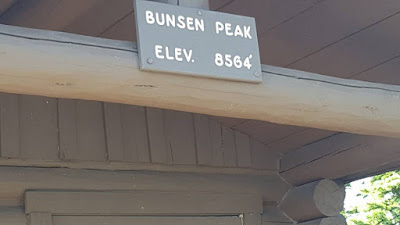 BUNSEN PEAK
ELEV. 8564'